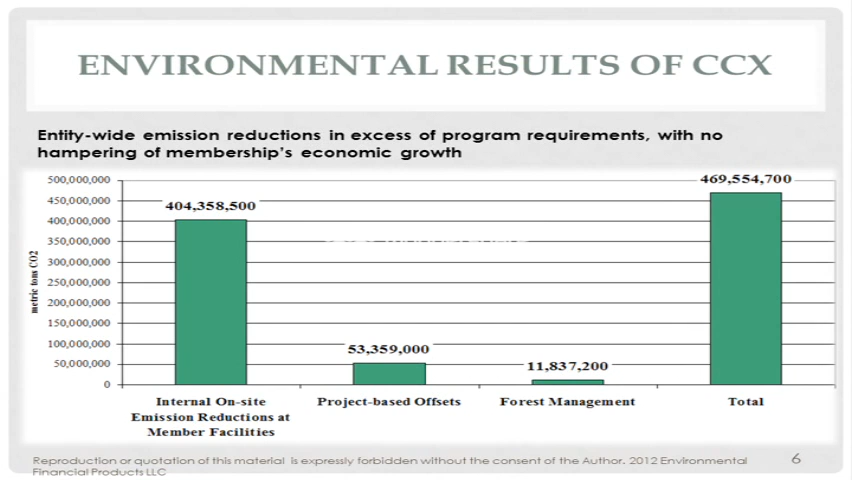 ENVIRONMENTAL RESULTS OF CCX
Entity-wide emission reductions in excess of program requirements, with no
hampering of membership's economic growth
metric tons CO2
500,000,000
450,000,000
400,000,000
350,000,000
300,000,000
250,000,000
200,000,000
150,000,000
100,000,000
50,000,000
0
404,358,500
53,359,000
11,837,200
469,554,700
Internal On-site
Emission Reductions at
Member Facilities
Project-based Offsets
Forest Management
Total
Reproduction or quotation of this material is expressly forbidden without the consent of the Author. 2012 Environmental
Financial Products LLC
6